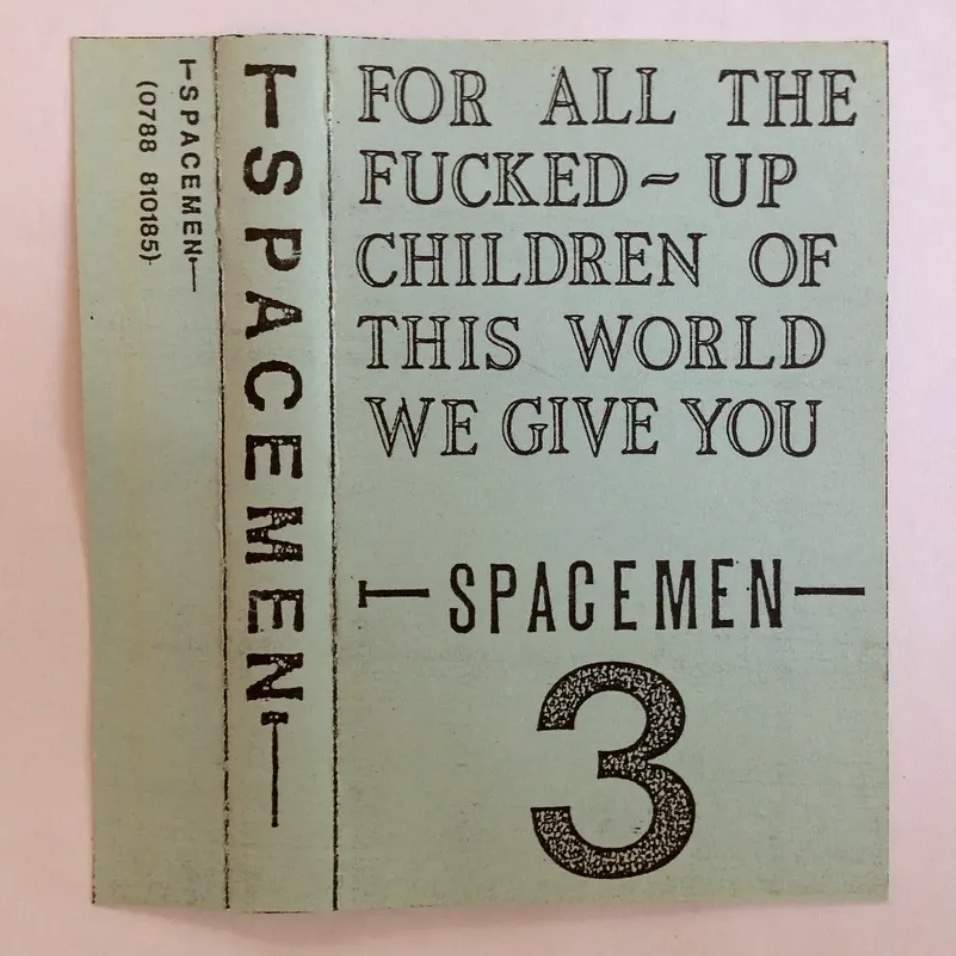 ⊢SPACEMEN—
(0788 810185)
⊢SPACEMEN—
FOR ALL THE
FUCKED~UP
CHILDREN OF
THIS WORLD
WE GIVE YOU
⊢SPACEMEN—
3